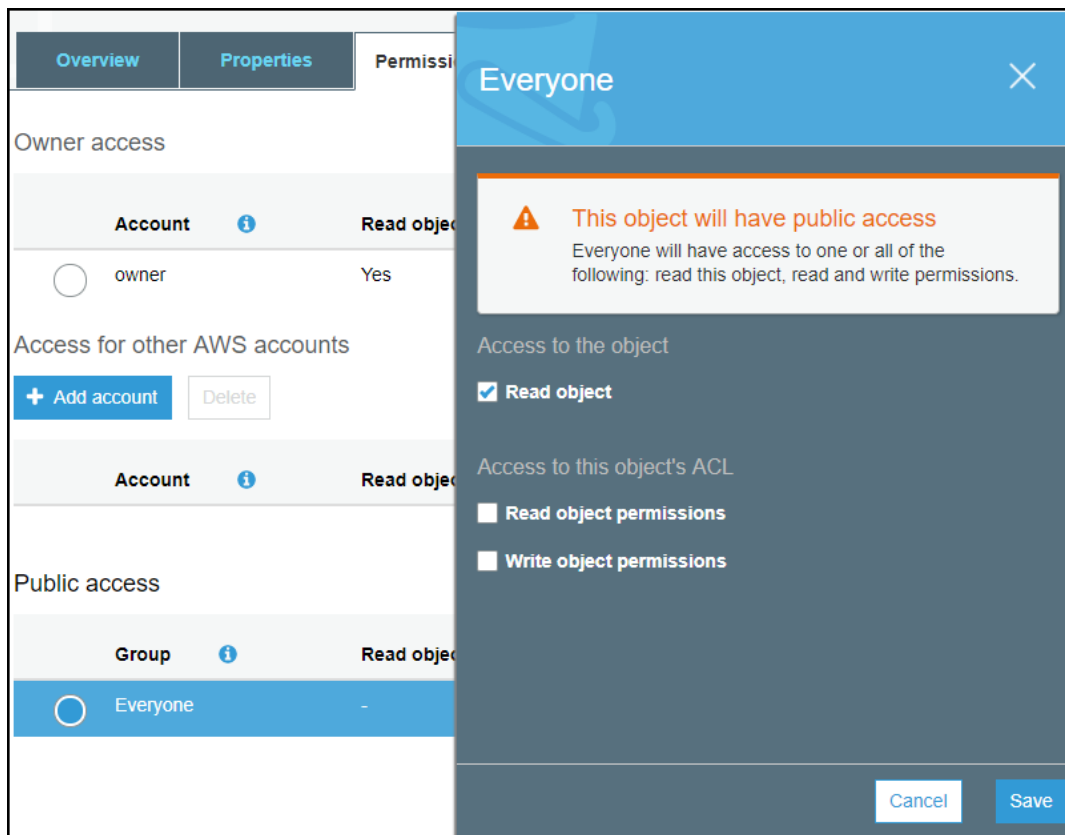 Overview Properties Permissi
Owner access
Account Read objec
owner Yes
Access for other AWS accounts
+ Add account Delete
Account Read objec
Public access
Group Read objec
Everyone -
Everyone
This object will have public access
Everyone will have access to one or all of the
following: read this object, read and write permissions.
Access to the object
Read object
Access to this object's ACL
Read object permissions
Write object permissions
Cancel Save